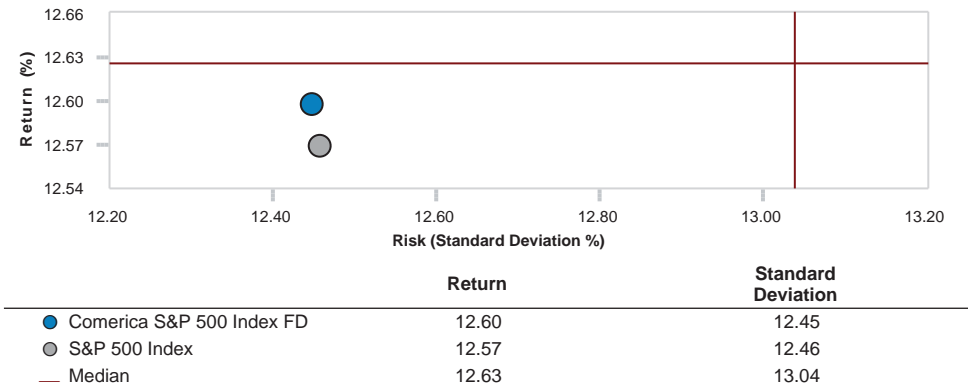 12.66
12.63
12.60
12.57
12.54
Return (%)
12.20 12.40 12.60 12.80 13.00 13.20
Risk (Standard Deviation %)
Return Standard Deviation
Comerica S&P 500 Index FD 12.60 12.45
S&P 500 Index 12.57 12.46
Median 12.63 13.04